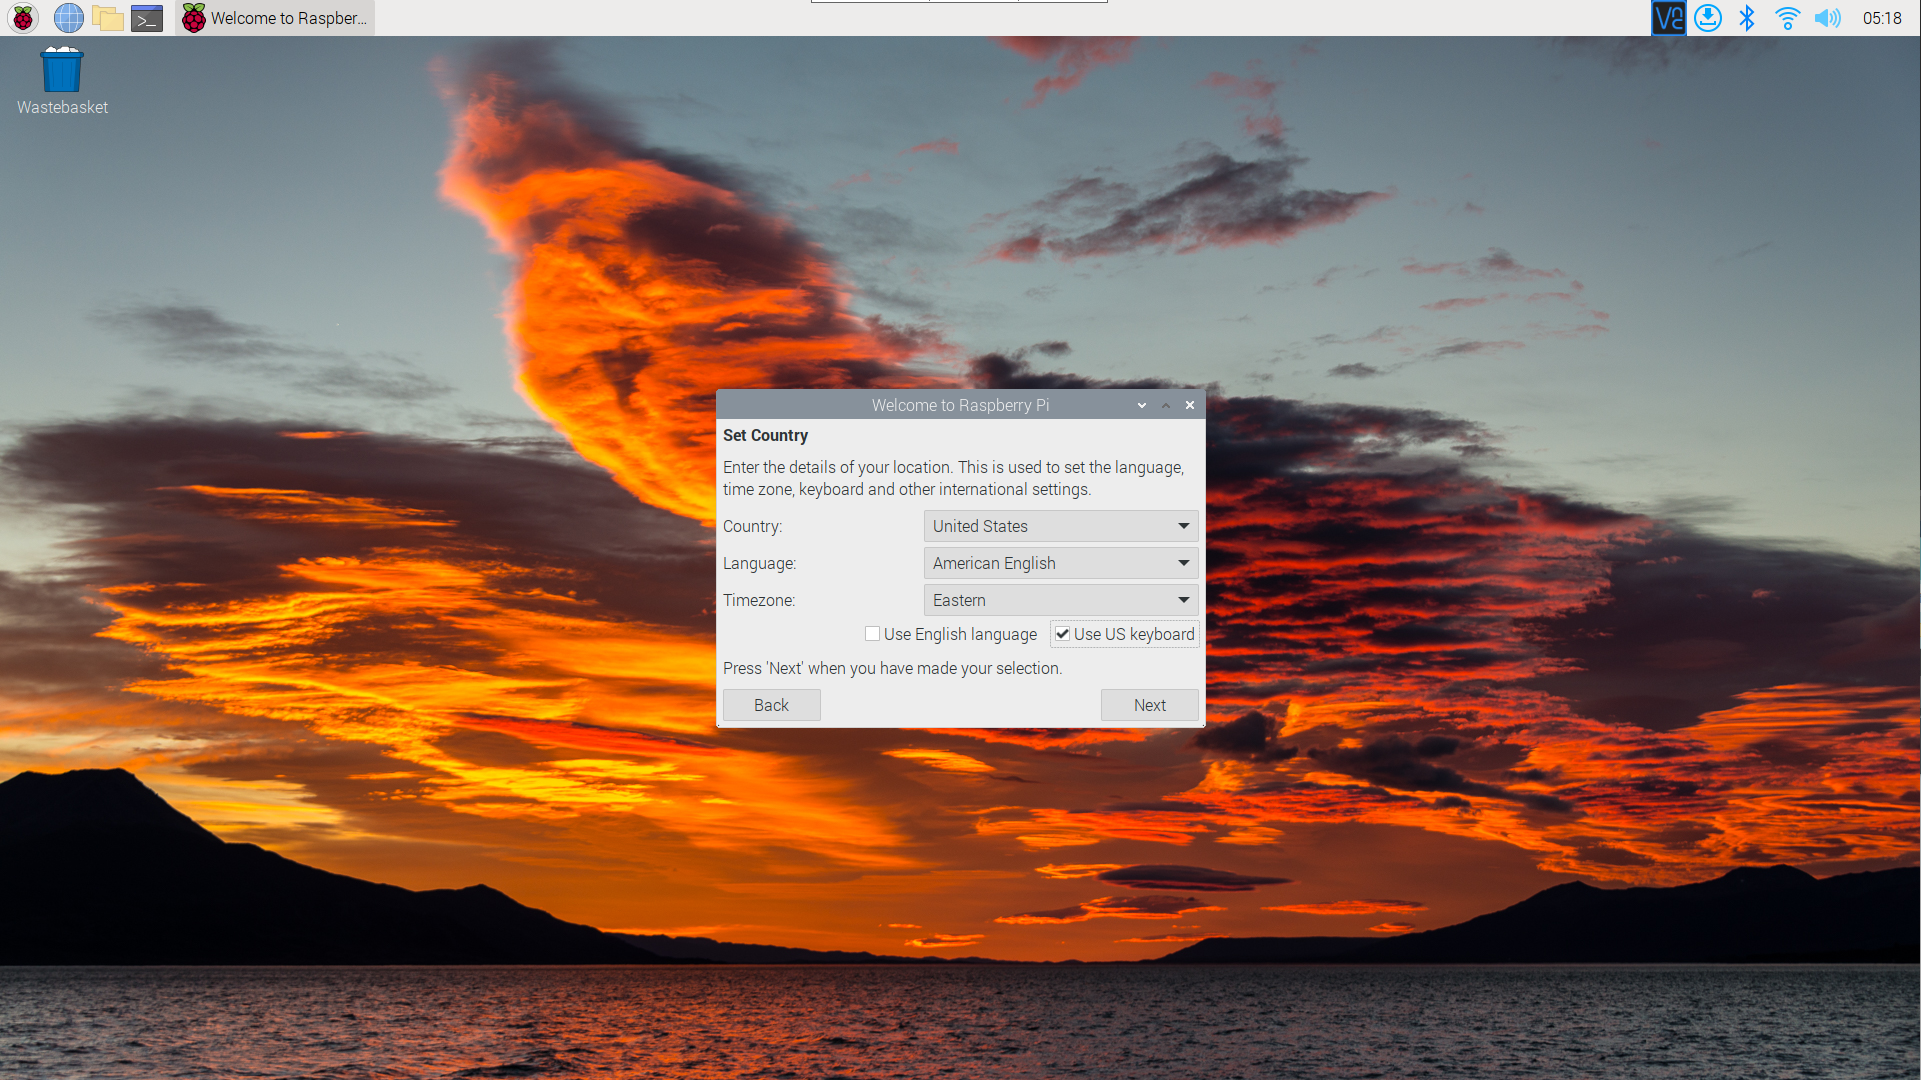 Welcome to Raspber...
05:18
Wastebasket
Welcome to Raspberry Pi
Set Country
Enter the details of your location. This is used to set the language,
time zone, keyboard and other international settings.
Country:
United States
Language:
American English
Timezone:
Eastern
Use English language
Use US keyboard
Press 'Next' when you have made your selection.
Back
Next